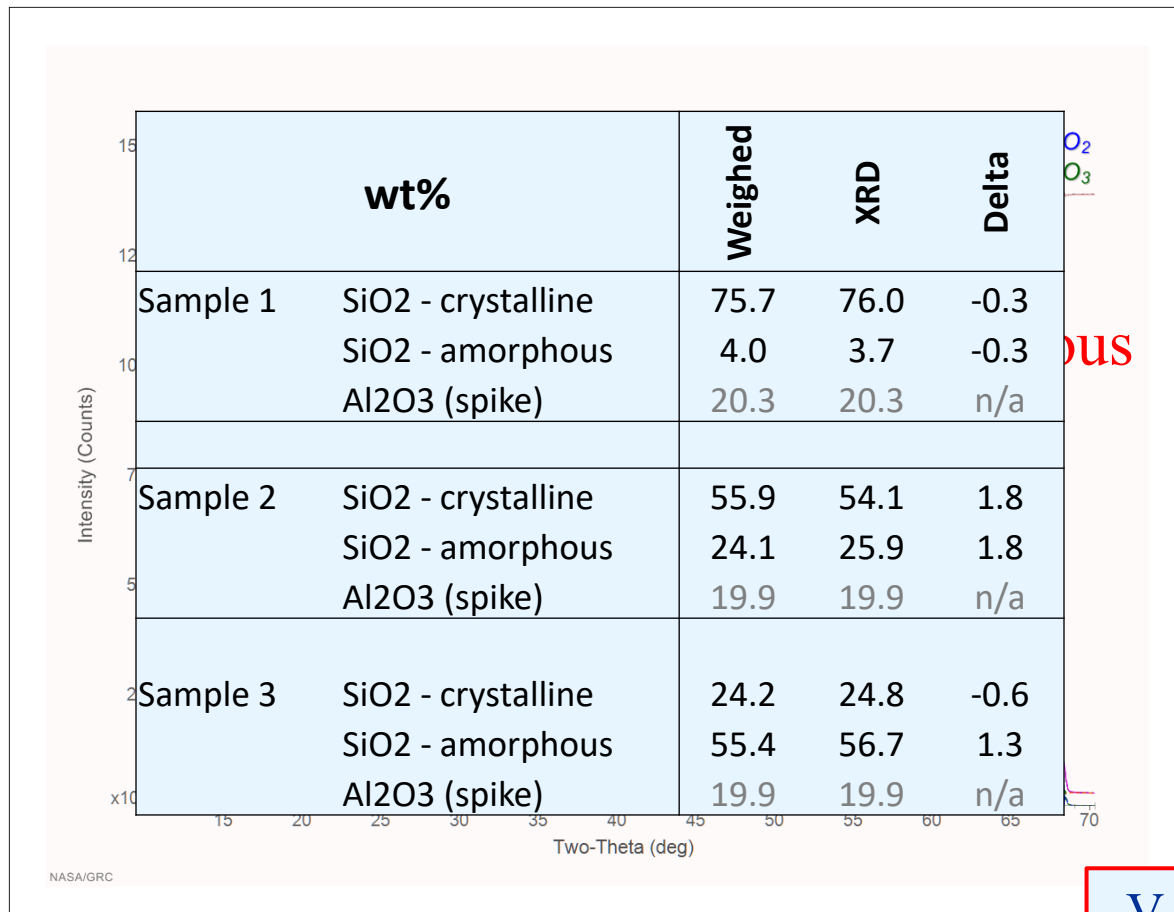 wt% Weighed XRD Delta
Sample 1 SiO2 - crystalline 75.7 76.0 -0.3
SiO2 - amorphous 4.0 3.7 -0.3
Al2O3 (spike) 20.3 20.3 n/a
Sample 2 SiO2 - crystalline 55.9 54.1 1.8
SiO2 - amorphous 24.1 25.9 1.8
Al2O3 (spike) 19.9 19.9 n/a
Sample 3 SiO2 - crystalline 24.2 24.8 -0.6
SiO2 - amorphous 55.4 56.7 1.3
Al2O3 (spike) 19.9 19.9 n/a
O2
O3
ous
15
12
10
7
5
2
x10
Intensity (Counts)
15 20 25 30 35 40 45 50 55 60 65 70
Two-Theta (deg)
NASA/GRC